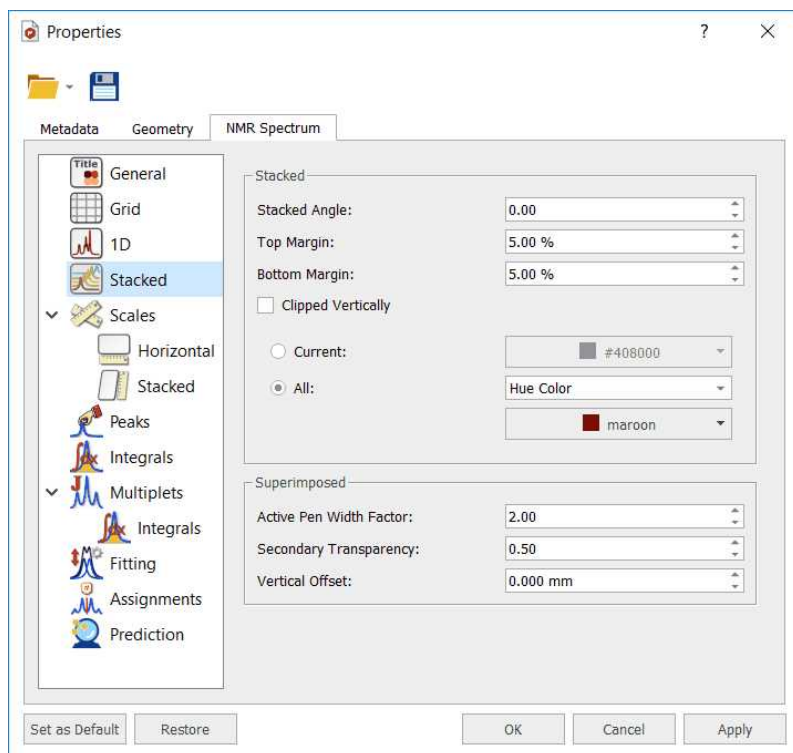 Properties
?
Metadata Geometry NMR Spectrum
Title
General
Grid
1D
Stacked
Scales
Horizontal
Stacked
Peaks
Integrals
Multiplets
Integrals
Fitting
Assignments
Prediction
Stacked
Stacked Angle: 0.00
Top Margin: 5.00 %
Bottom Margin: 5.00 %
Clipped Vertically
Current: #408000
All: Hue Color
maroon
Superimposed
Active Pen Width Factor: 2.00
Secondary Transparency: 0.50
Vertical Offset: 0.000 mm
Set as Default Restore OK Cancel Apply